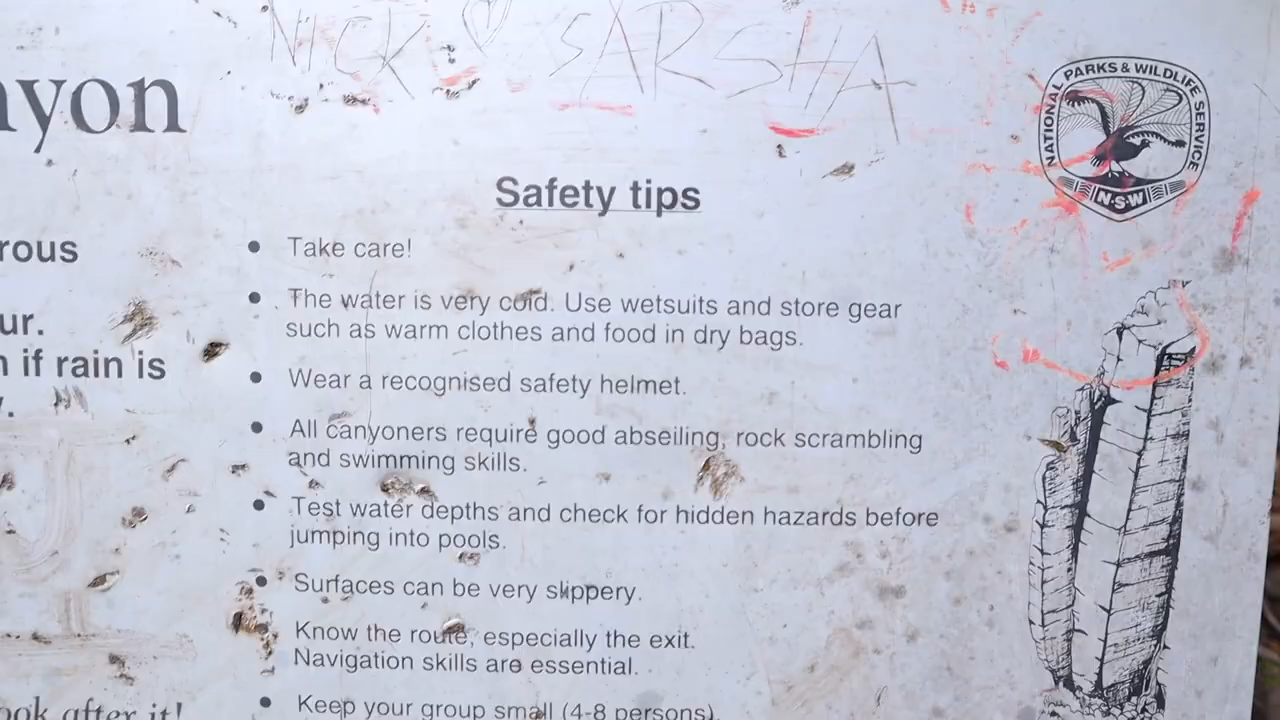 NICK SARSHA
nyon
NATIONAL PARKS & WILDLIFE SERVICE
N·S·W
Safety tips
rous
ur.
if rain is
• Take care!
• The water is very cold. Use wetsuits and store gear
such as warm clothes and food in dry bags.
• Wear a recognised safety helmet.
• All canyoners require good abseiling, rock scrambling
and swimming skills.
• Test water depths and check for hidden hazards before
jumping into pools.
• Surfaces can be very slippery.
Know the route, especially the exit.
Navigation skills are essential.
• Keep your group small (4-8 persons).
ook after it!